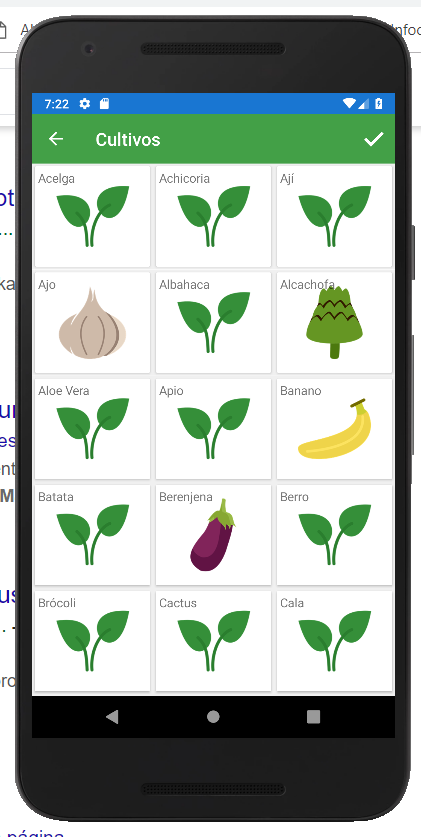 7:22
Cultivos
Acelga
Achicoria
Ají
Ajo
Albahaca
Alcachofa
Aloe Vera
Apio
Banano
Batata
Berenjena
Berro
Brócoli
Cactus
Cala
página